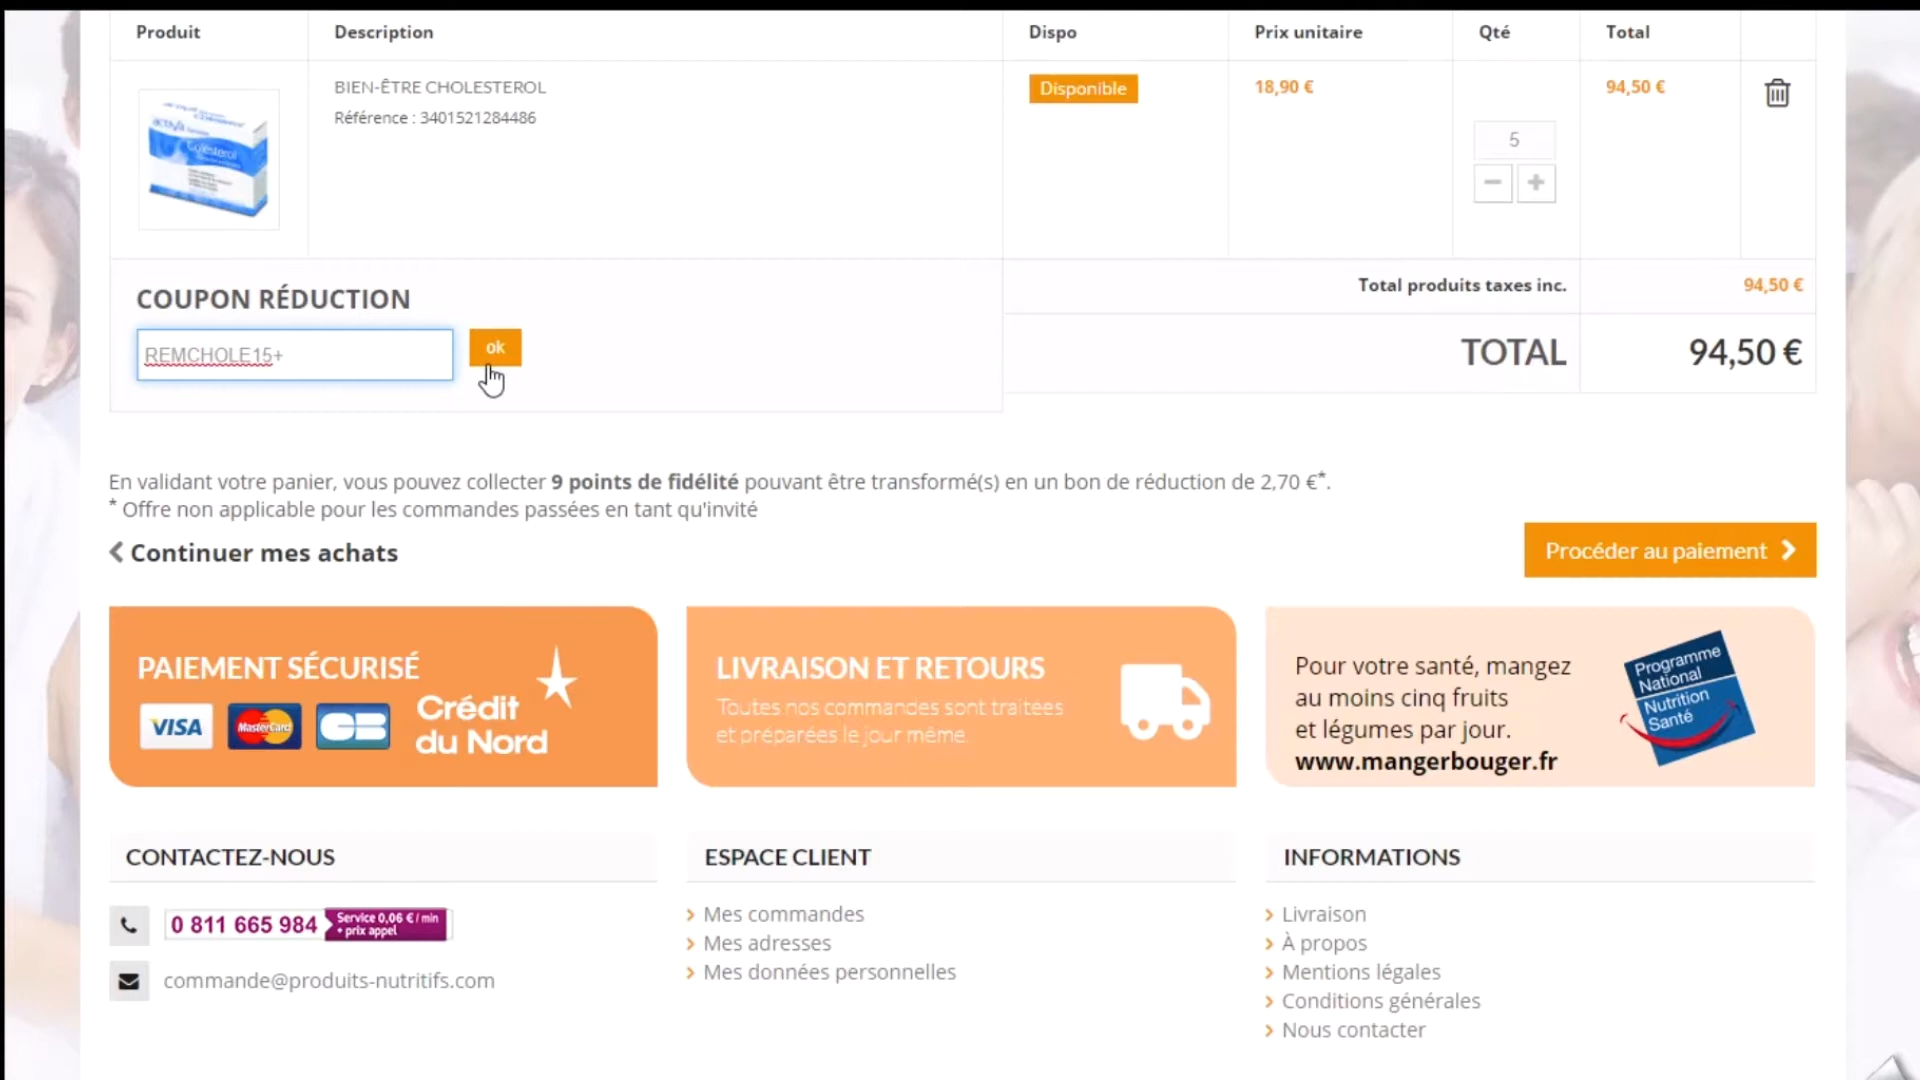 Produit Description Dispo Prix unitaire Qté Total
BIEN-ÊTRE CHOLESTEROL
Référence : 3401521284486
Disponible
18,90 €
5
94,50 €
Total produits taxes inc. 94,50 €
COUPON RÉDUCTION
REMCHOLE15+
ok
TOTAL 94,50 €
En validant votre panier, vous pouvez collecter 9 points de fidélité pouvant être transformé(s) en un bon de réduction de 2,70 €*.
* Offre non applicable pour les commandes passées en tant qu'invité
Continuer mes achats
Procéder au paiement
PAIEMENT SÉCURISÉ
VISA MasterCard CB
Crédit
du Nord
LIVRAISON ET RETOURS
Toutes nos commandes sont traitées
et préparées le jour même.
Pour votre santé, mangez
au moins cinq fruits
et légumes par jour.
www.mangerbouger.fr
Programme
National
Nutrition
Santé
CONTACTEZ-NOUS
0 811 665 984
Service 0,06 € / min
+ prix appel
commande@produits-nutritifs.com
ESPACE CLIENT
Mes commandes
Mes adresses
Mes données personnelles
INFORMATIONS
Livraison
À propos
Mentions légales
Conditions générales
Nous contacter